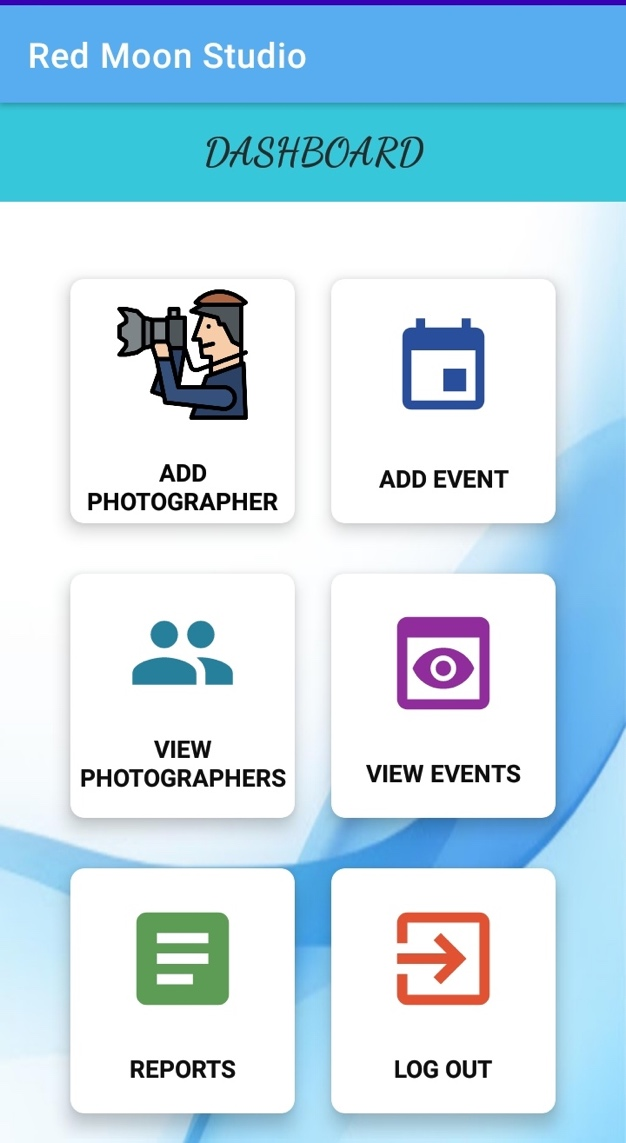 Red Moon Studio
DASHBOARD
ADD
PHOTOGRAPHER
ADD EVENT
VIEW
PHOTOGRAPHERS
VIEW EVENTS
REPORTS
LOG OUT